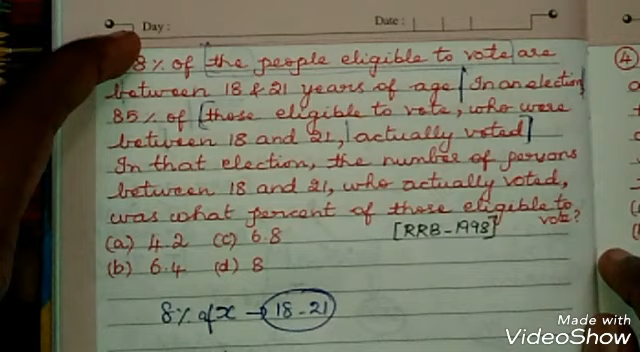 Day :
Date :
8% of the people eligible to vote are
between 18 & 21 years of age In an election
85% of those eligible to vote, who were
between 18 and 21, actually voted
In that election, the number of persons
between 18 and 21, who actually voted,
was what percent of those eligible to
vote?
[RRB-1998]
(a) 4.2 (c) 6.8
(b) 6.4 (d) 8
8% of x → 18-21
4
Made with
VideoShow